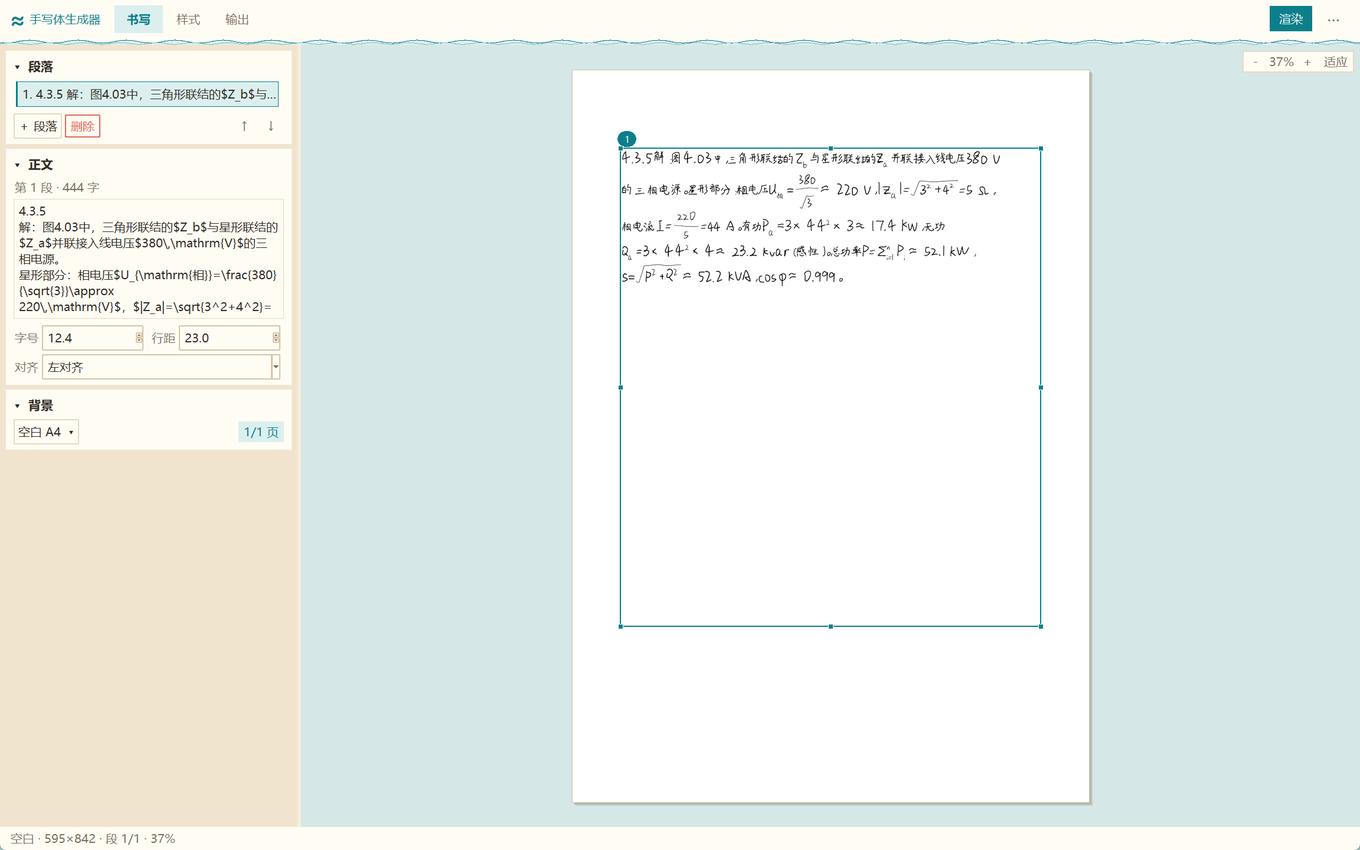 手写体生成器 书写 样式 输出 渲染 ...
- 37% + 适应
段落
1. 4.3.5 解：图4.03中，三角形联结的$Z_b$与...
+ 段落 删除 ↑ ↓
正文
第 1 段 · 444 字
4.3.5
解：图4.03中，三角形联结的$Z_b$与星形联结的
$Z_a$并联接入线电压$380\,\mathrm{V}$的三
相电源。
星形部分：相电压$U_{\mathrm{相}}=\frac{380}
{\sqrt{3}}\approx
220\,\mathrm{V}$，$|Z_a|=\sqrt{3^2+4^2}=
字号 12.4 行距 23.0
对齐 左对齐
背景
空白 A4 1/1 页
1
4.3.5解 图4.03中,三角形联结的Z_b与星形联结的Z_a并联接入线电压380 V
的三相电源。星形部分 相电压U_相=380/√3≈220 V,|Z_a|=√(3²+4²)=5 Ω,
相电流I=220/5=44 A。有功P_a=3×44²×3≈17.4 kW 无功
Q_a=3×44²×4≈23.2 kvar(感性)。总功率P=ΣP_i≈52.1 kW,
S=√(P²+Q²)≈52.2 kVA,cosφ≈0.999。
空白 · 595×842 · 段 1/1 · 37%